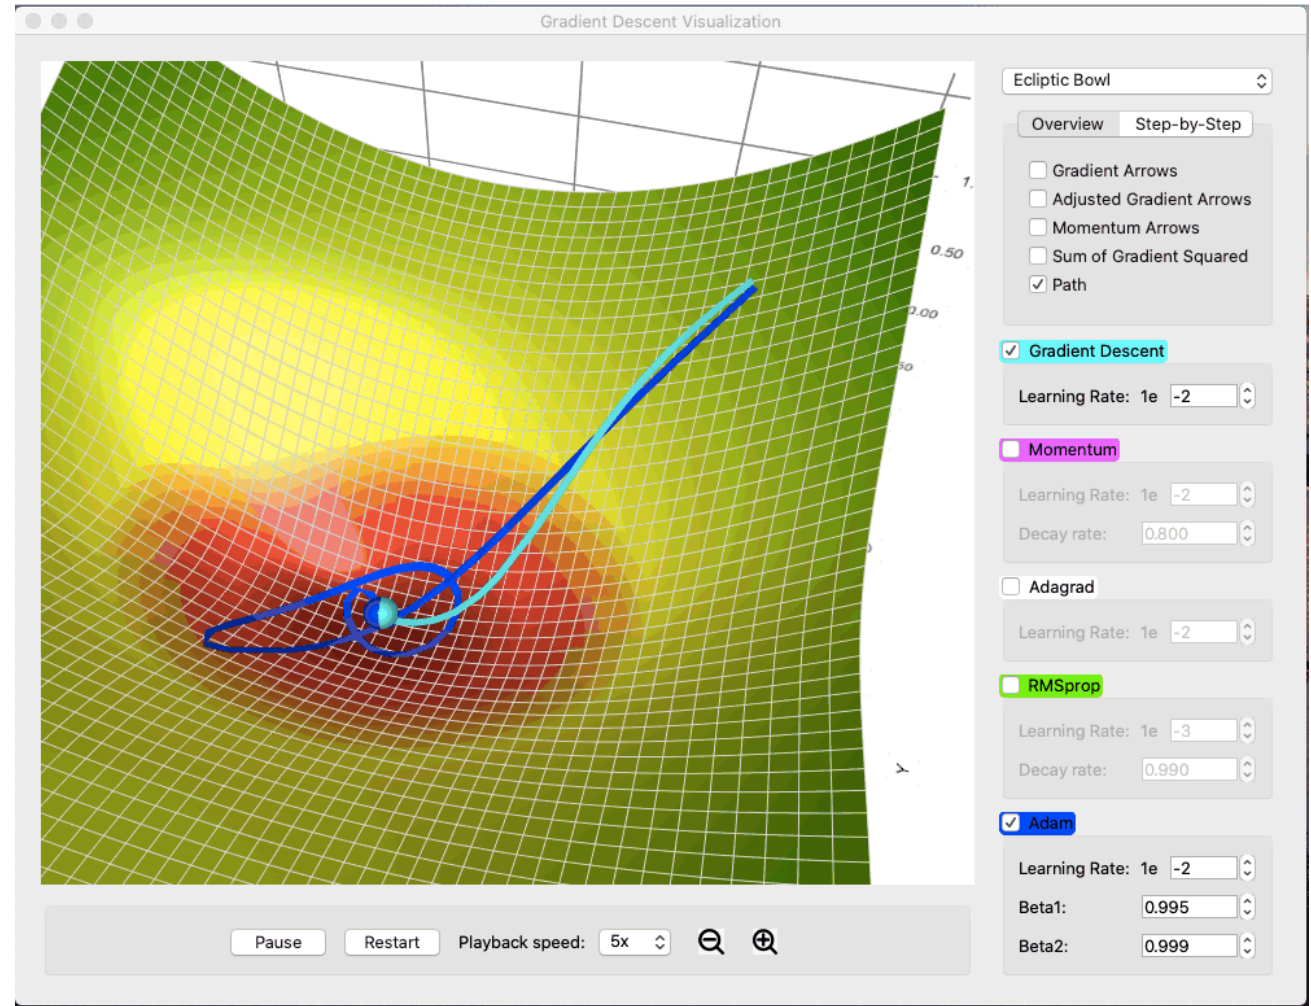 Gradient Descent Visualization
Ecliptic Bowl
Overview Step-by-Step
Gradient Arrows
Adjusted Gradient Arrows
Momentum Arrows
Sum of Gradient Squared
Path
Gradient Descent
Learning Rate: 1e -2
Momentum
Learning Rate: 1e -2
Decay rate: 0.800
Adagrad
Learning Rate: 1e -2
RMSprop
Learning Rate: 1e -3
Decay rate: 0.990
Adam
Learning Rate: 1e -2
Beta1: 0.995
Beta2: 0.999
1.
0.50
0.00
50
Y
Pause Restart Playback speed: 5x